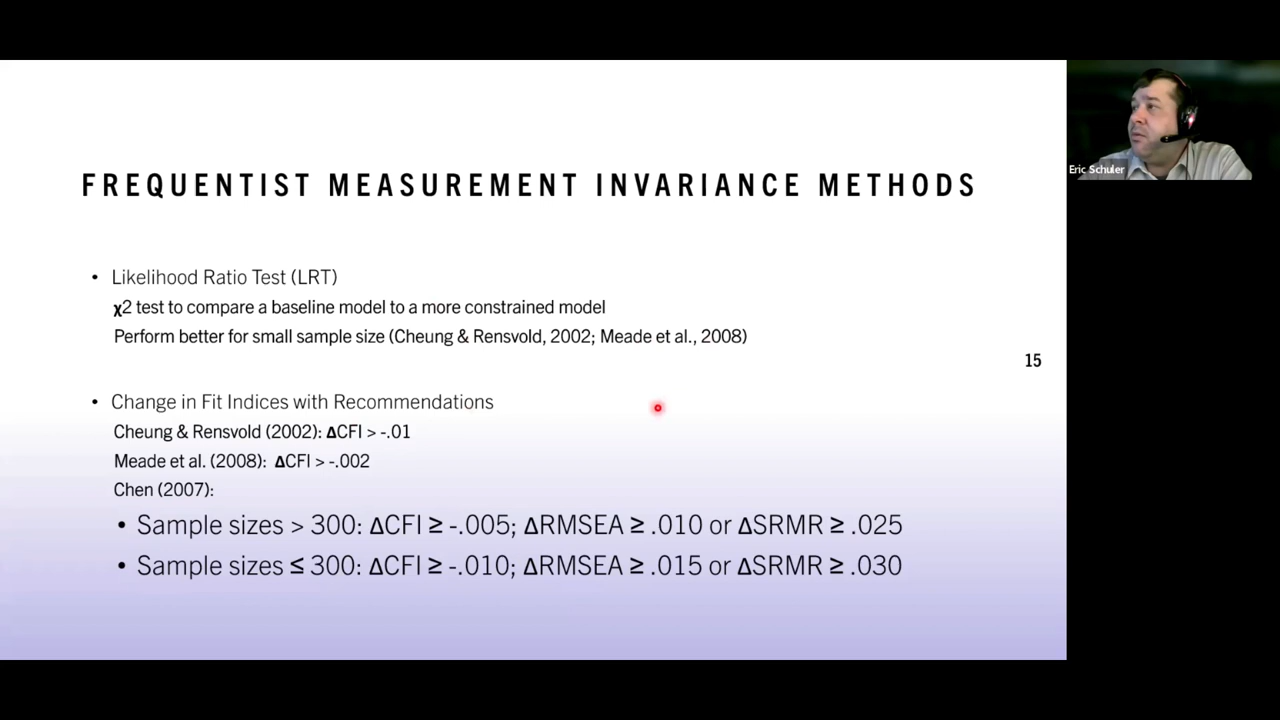 FREQUENTIST MEASUREMENT INVARIANCE METHODS
• Likelihood Ratio Test (LRT)
χ2 test to compare a baseline model to a more constrained model
Perform better for small sample size (Cheung & Rensvold, 2002; Meade et al., 2008)
15
• Change in Fit Indices with Recommendations
Cheung & Rensvold (2002): ΔCFI > -.01
Meade et al. (2008): ΔCFI > -.002
Chen (2007):
• Sample sizes > 300: ΔCFI ≥ -.005; ΔRMSEA ≥ .010 or ΔSRMR ≥ .025
• Sample sizes ≤ 300: ΔCFI ≥ -.010; ΔRMSEA ≥ .015 or ΔSRMR ≥ .030
Eric Schuler